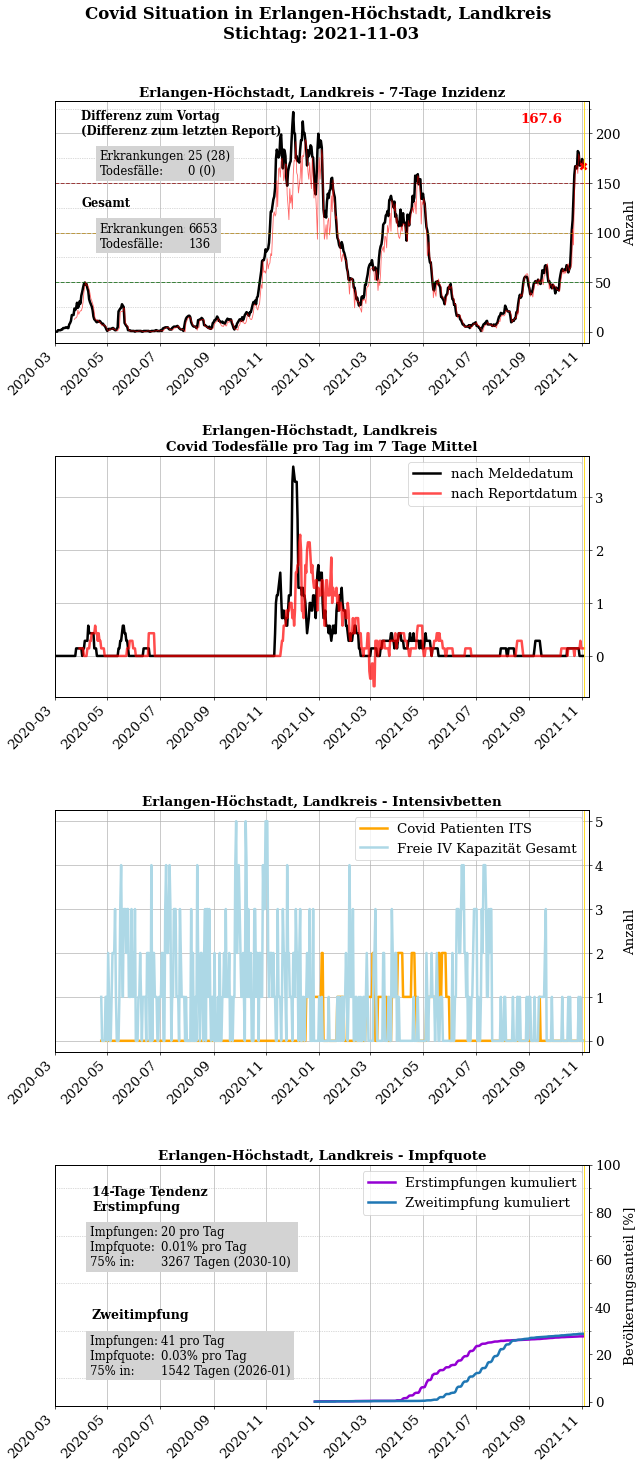 Covid Situation in Erlangen-Höchstadt, Landkreis
Stichtag: 2021-11-03
Erlangen-Höchstadt, Landkreis - 7-Tage Inzidenz
Differenz zum Vortag
(Differenz zum letzten Report)
Erkrankungen 25 (28)
Todesfälle: 0 (0)
Gesamt
Erkrankungen 6653
Todesfälle: 136
167.6
200
150
100
50
0
Anzahl
2020-03 2020-05 2020-07 2020-09 2020-11 2021-01 2021-03 2021-05 2021-07 2021-09 2021-11
Erlangen-Höchstadt, Landkreis
Covid Todesfälle pro Tag im 7 Tage Mittel
nach Meldedatum
nach Reportdatum
3
2
1
0
2020-03 2020-05 2020-07 2020-09 2020-11 2021-01 2021-03 2021-05 2021-07 2021-09 2021-11
Erlangen-Höchstadt, Landkreis - Intensivbetten
Covid Patienten ITS
Freie IV Kapazität Gesamt
5
4
3
2
1
0
Anzahl
2020-03 2020-05 2020-07 2020-09 2020-11 2021-01 2021-03 2021-05 2021-07 2021-09 2021-11
Erlangen-Höchstadt, Landkreis - Impfquote
Erstimpfungen kumuliert
Zweitimpfung kumuliert
14-Tage Tendenz
Erstimpfung
Impfungen: 20 pro Tag
Impfquote: 0.01% pro Tag
75% in: 3267 Tagen (2030-10)
Zweitimpfung
Impfungen: 41 pro Tag
Impfquote: 0.03% pro Tag
75% in: 1542 Tagen (2026-01)
100
80
60
40
20
0
Bevölkerungsanteil [%]
2020-03 2020-05 2020-07 2020-09 2020-11 2021-01 2021-03 2021-05 2021-07 2021-09 2021-11